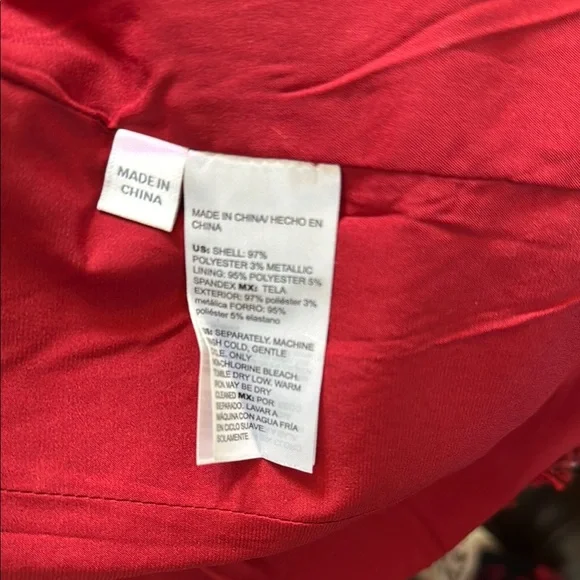 MADE IN
CHINA
MADE IN CHINA/ HECHO EN
CHINA
US: SHELL: 97%
POLYESTER 3% METALLIC
LINING: 95% POLYESTER 5%
SPANDEX MX: TELA
EXTERIOR: 97% poliéster 3%
metálica FORRO: 95%
poliéster 5% elastano
SEPARATELY, MACHINE
COLD, GENTLE
ONLY
BLEACH.
DRY LOW, WARM
IRON MAY BE DRY
CLEANED MX: POR
SEPARADO. LAVAR A
MÁQUINA CON AGUA FRÍA
EN CICLO SUAVE
SOLAMENTE.